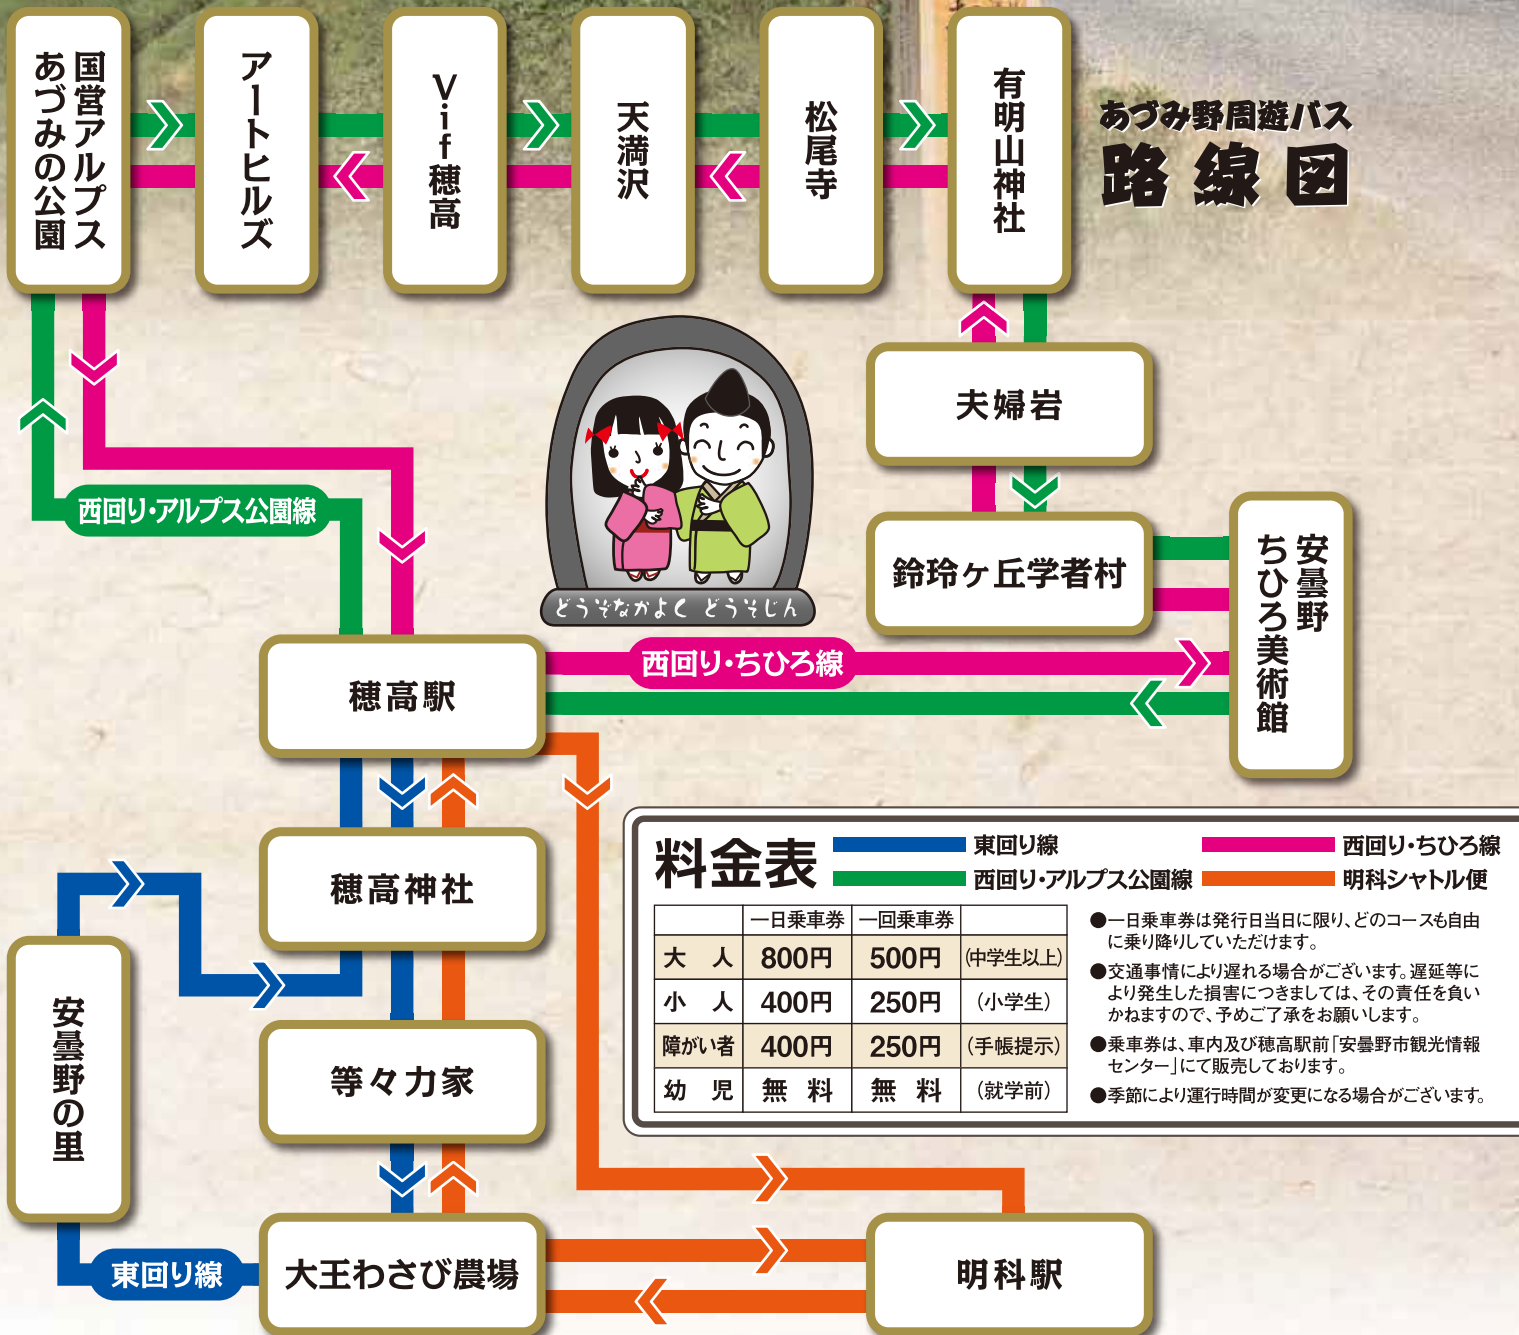 国営アルプス
あづみの公園
アートヒルズ
Vif穂高
天満沢
松尾寺
有明山神社
あづみ野周遊バス
路線図
夫婦岩
西回り・アルプス公園線
鈴玲ヶ丘学者村
安曇野
ちひろ美術館
どうぞなかよく どうそじん
西回り・ちひろ線
穂高駅
穂高神社
安曇野の里
等々力家
東回り線
大王わさび農場
明科駅
料金表
東回り線
西回り・ちひろ線
西回り・アルプス公園線
明科シャトル便
一日乗車券 一回乗車券
大人 800円 500円 (中学生以上)
小人 400円 250円 (小学生)
障がい者 400円 250円 (手帳提示)
幼児 無料 無料 (就学前)
●一日乗車券は発行日当日に限り、どのコースも自由
に乗り降りしていただけます。
●交通事情により遅れる場合がございます。遅延等に
より発生した損害につきましては、その責任を負い
かねますので、予めご了承をお願いします。
●乗車券は、車内及び穂高駅前「安曇野市観光情報
センター」にて販売しております。
●季節により運行時間が変更になる場合がございます。